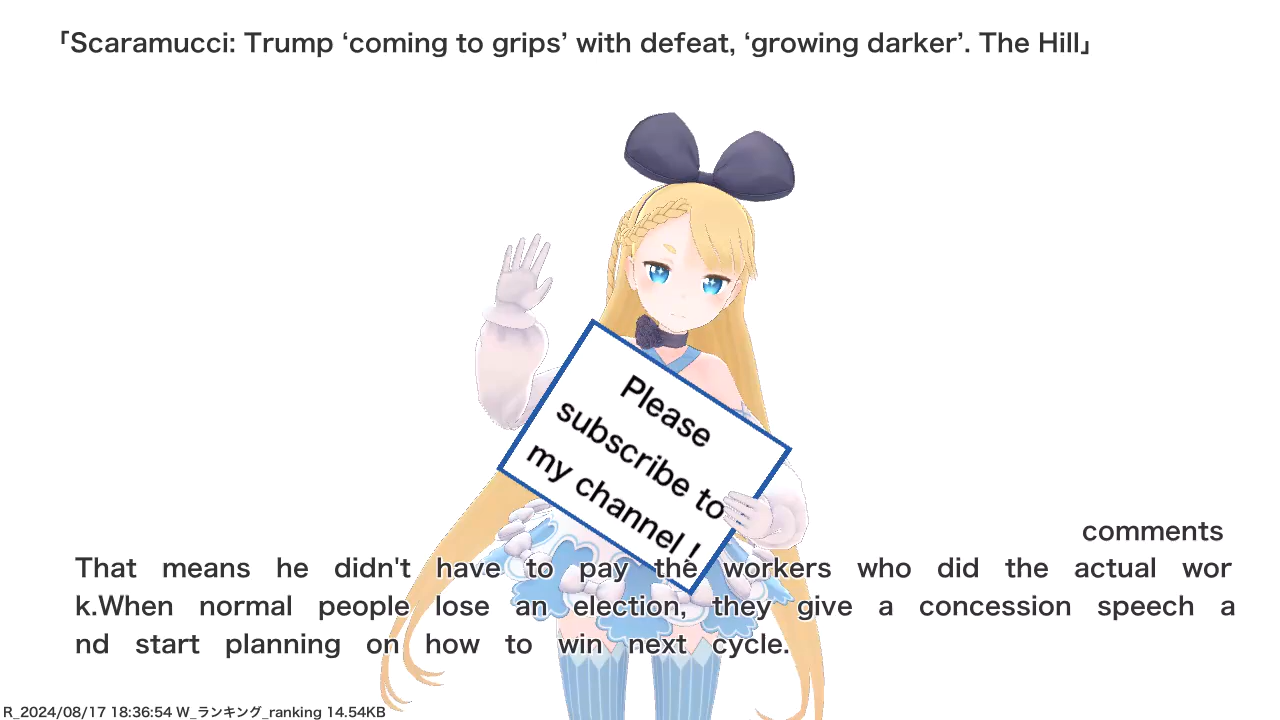 「Scaramucci: Trump ‘coming to grips’ with defeat, ‘growing darker’. The Hill」
Please
subscribe to
my channel !
comments
That means he didn't have to pay the workers who did the actual wor
k.When normal people lose an election, they give a concession speech a
nd start planning on how to win next cycle.
R_2024/08/17 18:36:54 W_ランキング_ranking 14.54KB